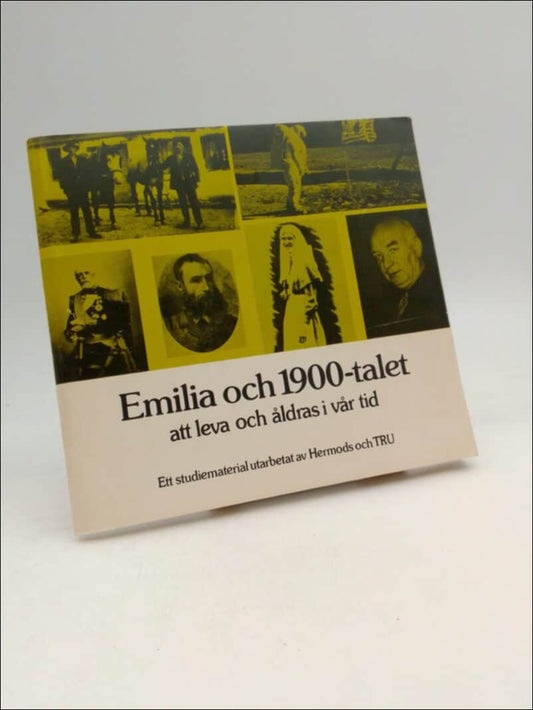 Emilia och 1900-talet
att leva och åldras i vår tid
Ett studiematerial utarbetat av Hermods och TRU